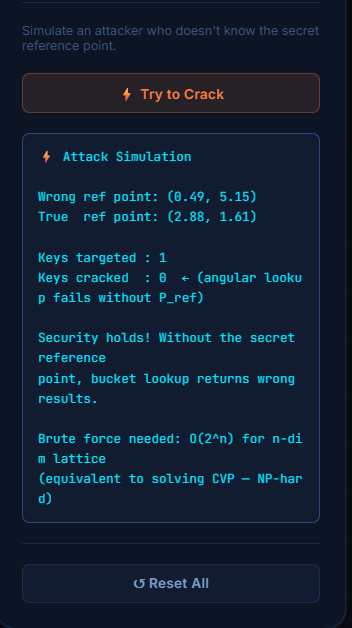 Simulate an attacker who doesn't know the secret
reference point.
⚡ Try to Crack
⚡ Attack Simulation
Wrong ref point: (0.49, 5.15)
True  ref point: (2.88, 1.61)
Keys targeted : 1
Keys cracked  : 0  ← (angular looku
p fails without P_ref)
Security holds! Without the secret
reference
point, bucket lookup returns wrong
results.
Brute force needed: O(2^n) for n-di
m lattice
(equivalent to solving CVP — NP-har
d)
↺ Reset All